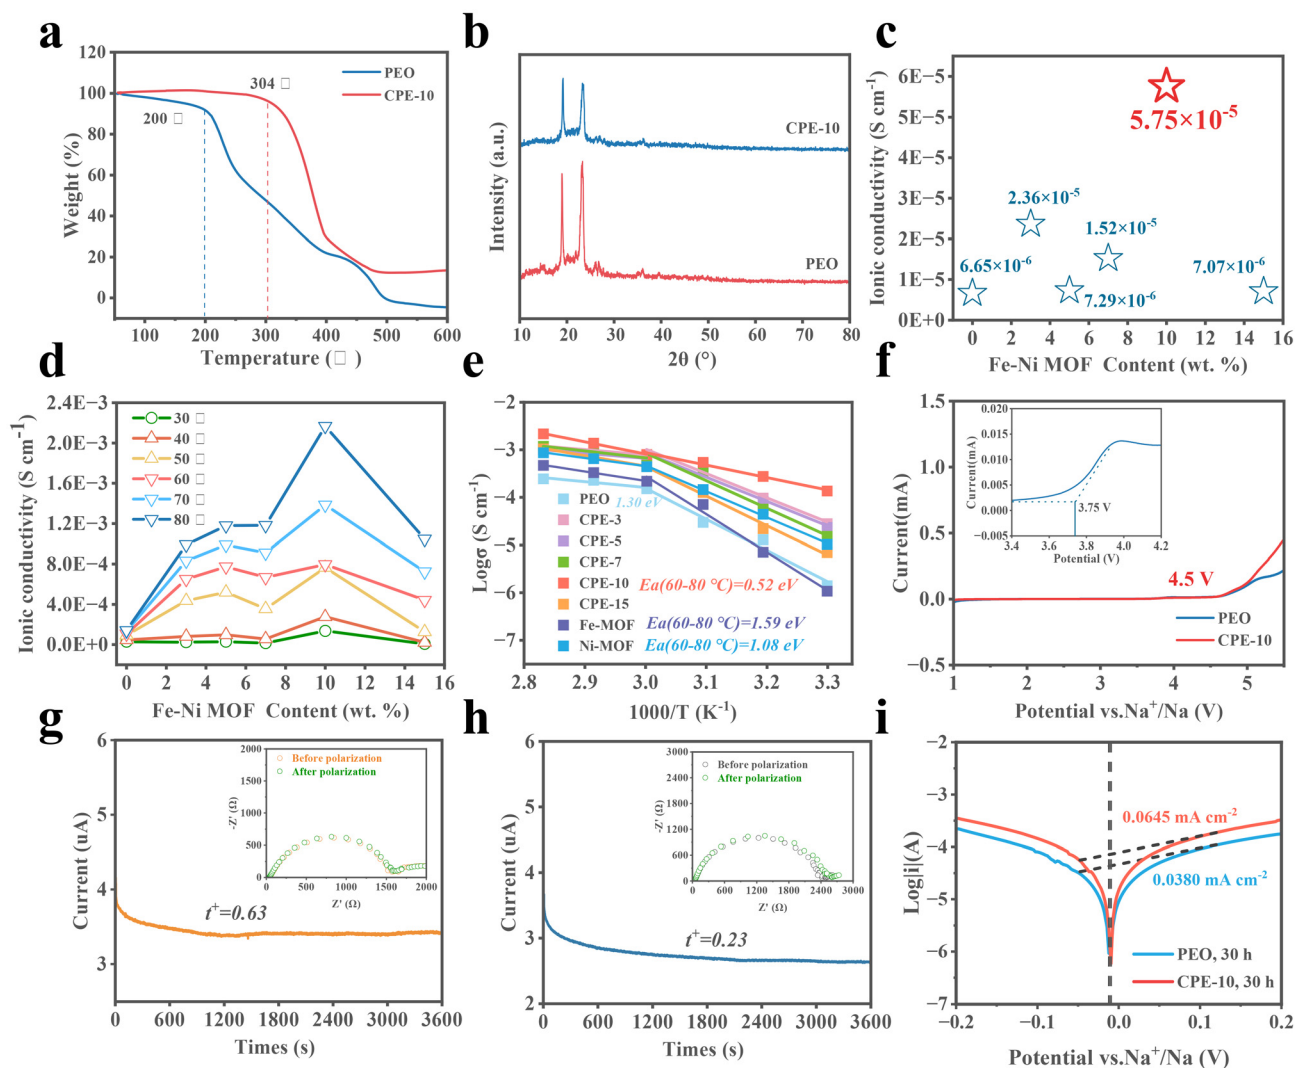 a
120
100
80
60
40
20
0
Weight (%)
304 □
200 □
PEO
CPE-10
100 200 300 400 500 600
Temperature (□ )
b
Intensity (a.u.)
CPE-10
PEO
10 20 30 40 50 60 70 80
2θ (°)
c
Ionic conductivity (S cm⁻¹)
6E−5
5E−5
4E−5
3E−5
2E−5
1E−5
0E+0
5.75×10⁻⁵
2.36×10⁻⁵
1.52×10⁻⁵
6.65×10⁻⁶
7.29×10⁻⁶
7.07×10⁻⁶
0 2 4 6 8 10 12 14 16
Fe-Ni MOF Content (wt. %)
d
Ionic conductivity (S cm⁻¹)
2.4E−3
2.0E−3
1.6E−3
1.2E−3
8.0E−4
4.0E−4
0.0E+0
30 □
40 □
50 □
60 □
70 □
80 □
0 2 4 6 8 10 12 14 16
Fe-Ni MOF Content (wt. %)
e
Logσ (S cm⁻¹)
−2
−3
−4
−5
−6
−7
PEO 1.30 eV
CPE-3
CPE-5
CPE-7
CPE-10 Ea(60-80 °C)=0.52 eV
CPE-15
Fe-MOF Ea(60-80 °C)=1.59 eV
Ni-MOF Ea(60-80 °C)=1.08 eV
2.8 2.9 3.0 3.1 3.2 3.3
1000/T (K⁻¹)
f
Current(mA)
1.5
1.0
0.5
0.0
−0.5
Current(mA)
0.020
0.015
0.010
0.005
0.000
−0.005
3.75 V
3.4 3.6 3.8 4.0 4.2
Potential (V)
4.5 V
PEO
CPE-10
1 2 3 4 5
Potential vs.Na⁺/Na (V)
g
Current (uA)
6
5
4
3
-Z' (Ω)
2000
1500
1000
500
0
Before polarization
After polarization
0 500 1000 1500 2000
Z' (Ω)
t⁺=0.63
0 600 1200 1800 2400 3000 3600
Times (s)
h
Current (uA)
6
5
4
3
2
-Z' (Ω)
3000
2400
1800
1200
600
0
Before polarization
After polarization
0 600 1200 1800 2400 3000
Z' (Ω)
t⁺=0.23
0 600 1200 1800 2400 3000 3600
Times (s)
i
Log|i|(A)
−2
−3
−4
−5
−6
−7
0.0645 mA cm⁻²
0.0380 mA cm⁻²
PEO, 30 h
CPE-10, 30 h
−0.2 −0.1 0.0 0.1 0.2
Potential vs.Na⁺/Na (V)